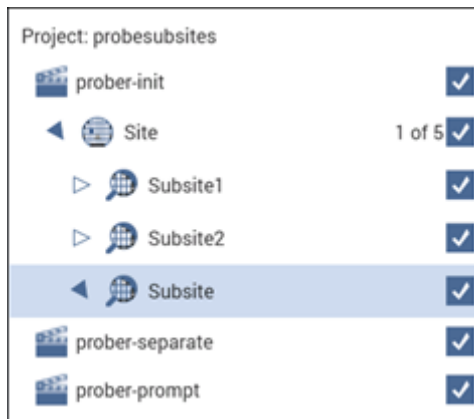 Project: probesubsites
prober-init
Site 1 of 5
Subsite1
Subsite2
Subsite
prober-separate
prober-prompt